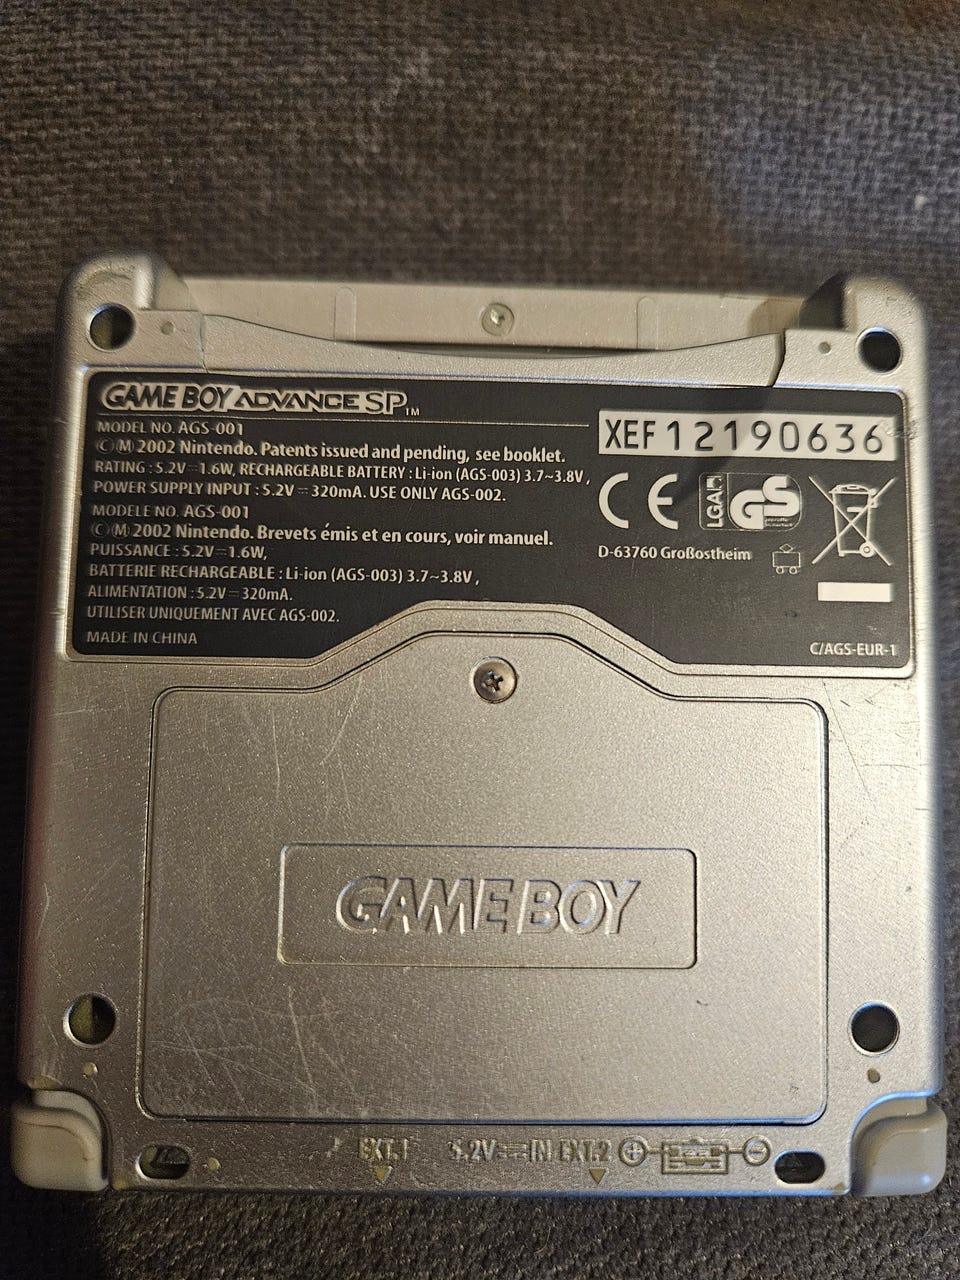 GAME BOY ADVANCE SP TM
MODEL NO. AGS-001
© Ⓜ 2002 Nintendo. Patents issued and pending, see booklet.
RATING : 5.2V⎓1.6W, RECHARGEABLE BATTERY : Li-ion (AGS-003) 3.7~3.8V ,
POWER SUPPLY INPUT : 5.2V⎓320mA. USE ONLY AGS-002.
MODELE NO. AGS-001
© Ⓜ 2002 Nintendo. Brevets émis et en cours, voir manuel.
PUISSANCE : 5.2V⎓1.6W,
BATTERIE RECHARGEABLE : Li-ion (AGS-003) 3.7~3.8V ,
ALIMENTATION : 5.2V⎓320mA.
UTILISER UNIQUEMENT AVEC AGS-002.
MADE IN CHINA
XEF12190636
CE LGA GS
D-63760 Großostheim
C/AGS-EUR-1
GAME BOY
EXT.1 5.2V⎓IN EXT.2